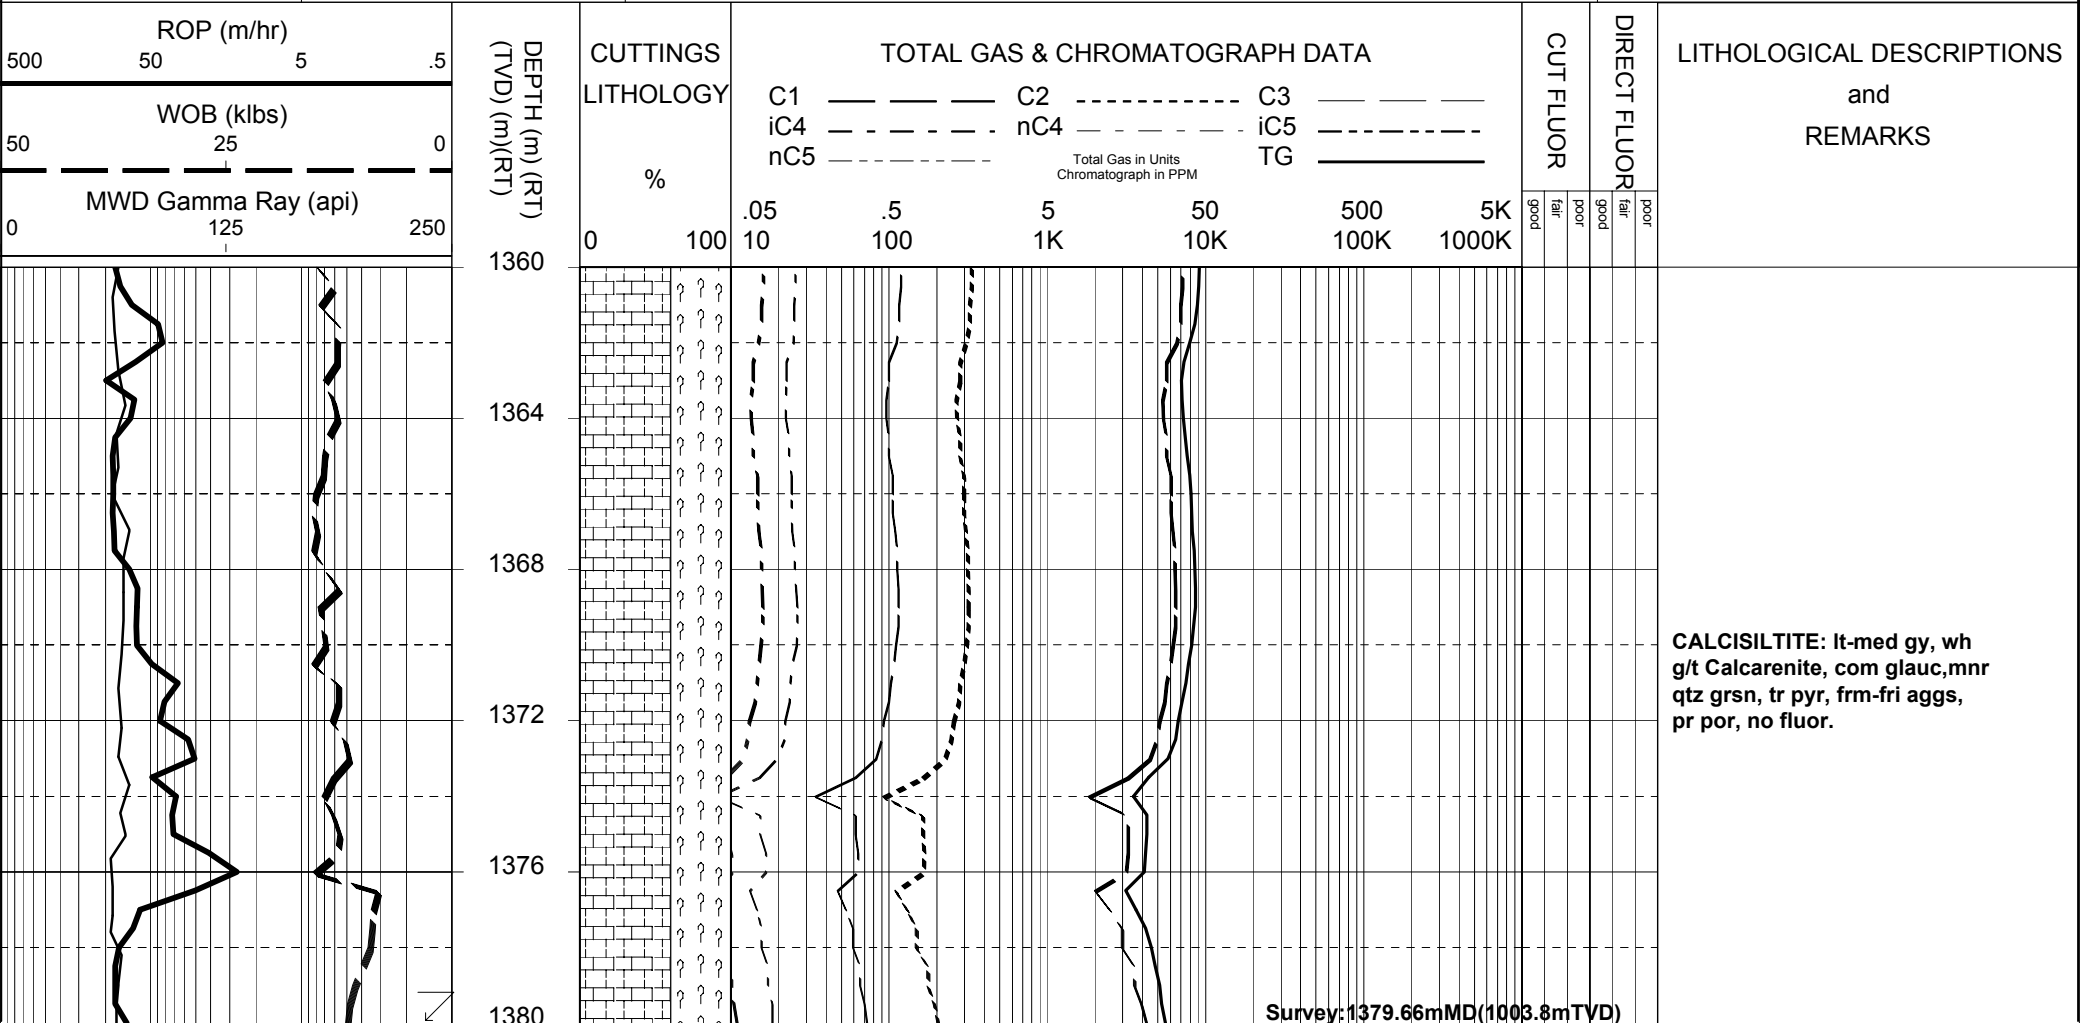 ROP (m/hr)
500 50 5 .5
WOB (klbs)
50 25 0
MWD Gamma Ray (api)
0 125 250
DEPTH (m) (RT)
(TVD) (m)(RT)
CUTTINGS
LITHOLOGY
%
0 100
TOTAL GAS & CHROMATOGRAPH DATA
C1 C2 C3
iC4 nC4 iC5
nC5 TG
Total Gas in Units
Chromatograph in PPM
.05 .5 5 50 500 5K
10 100 1K 10K 100K 1000K
CUT FLUOR
good
fair
poor
DIRECT FLUOR
good
fair
poor
LITHOLOGICAL DESCRIPTIONS
and
REMARKS
1360
1364
1368
1372
1376
1380
CALCISILTITE: lt-med gy, wh
g/t Calcarenite, com glauc,mnr
qtz grsn, tr pyr, frm-fri aggs,
pr por, no fluor.
Survey:1379.66mMD(1003.8mTVD)